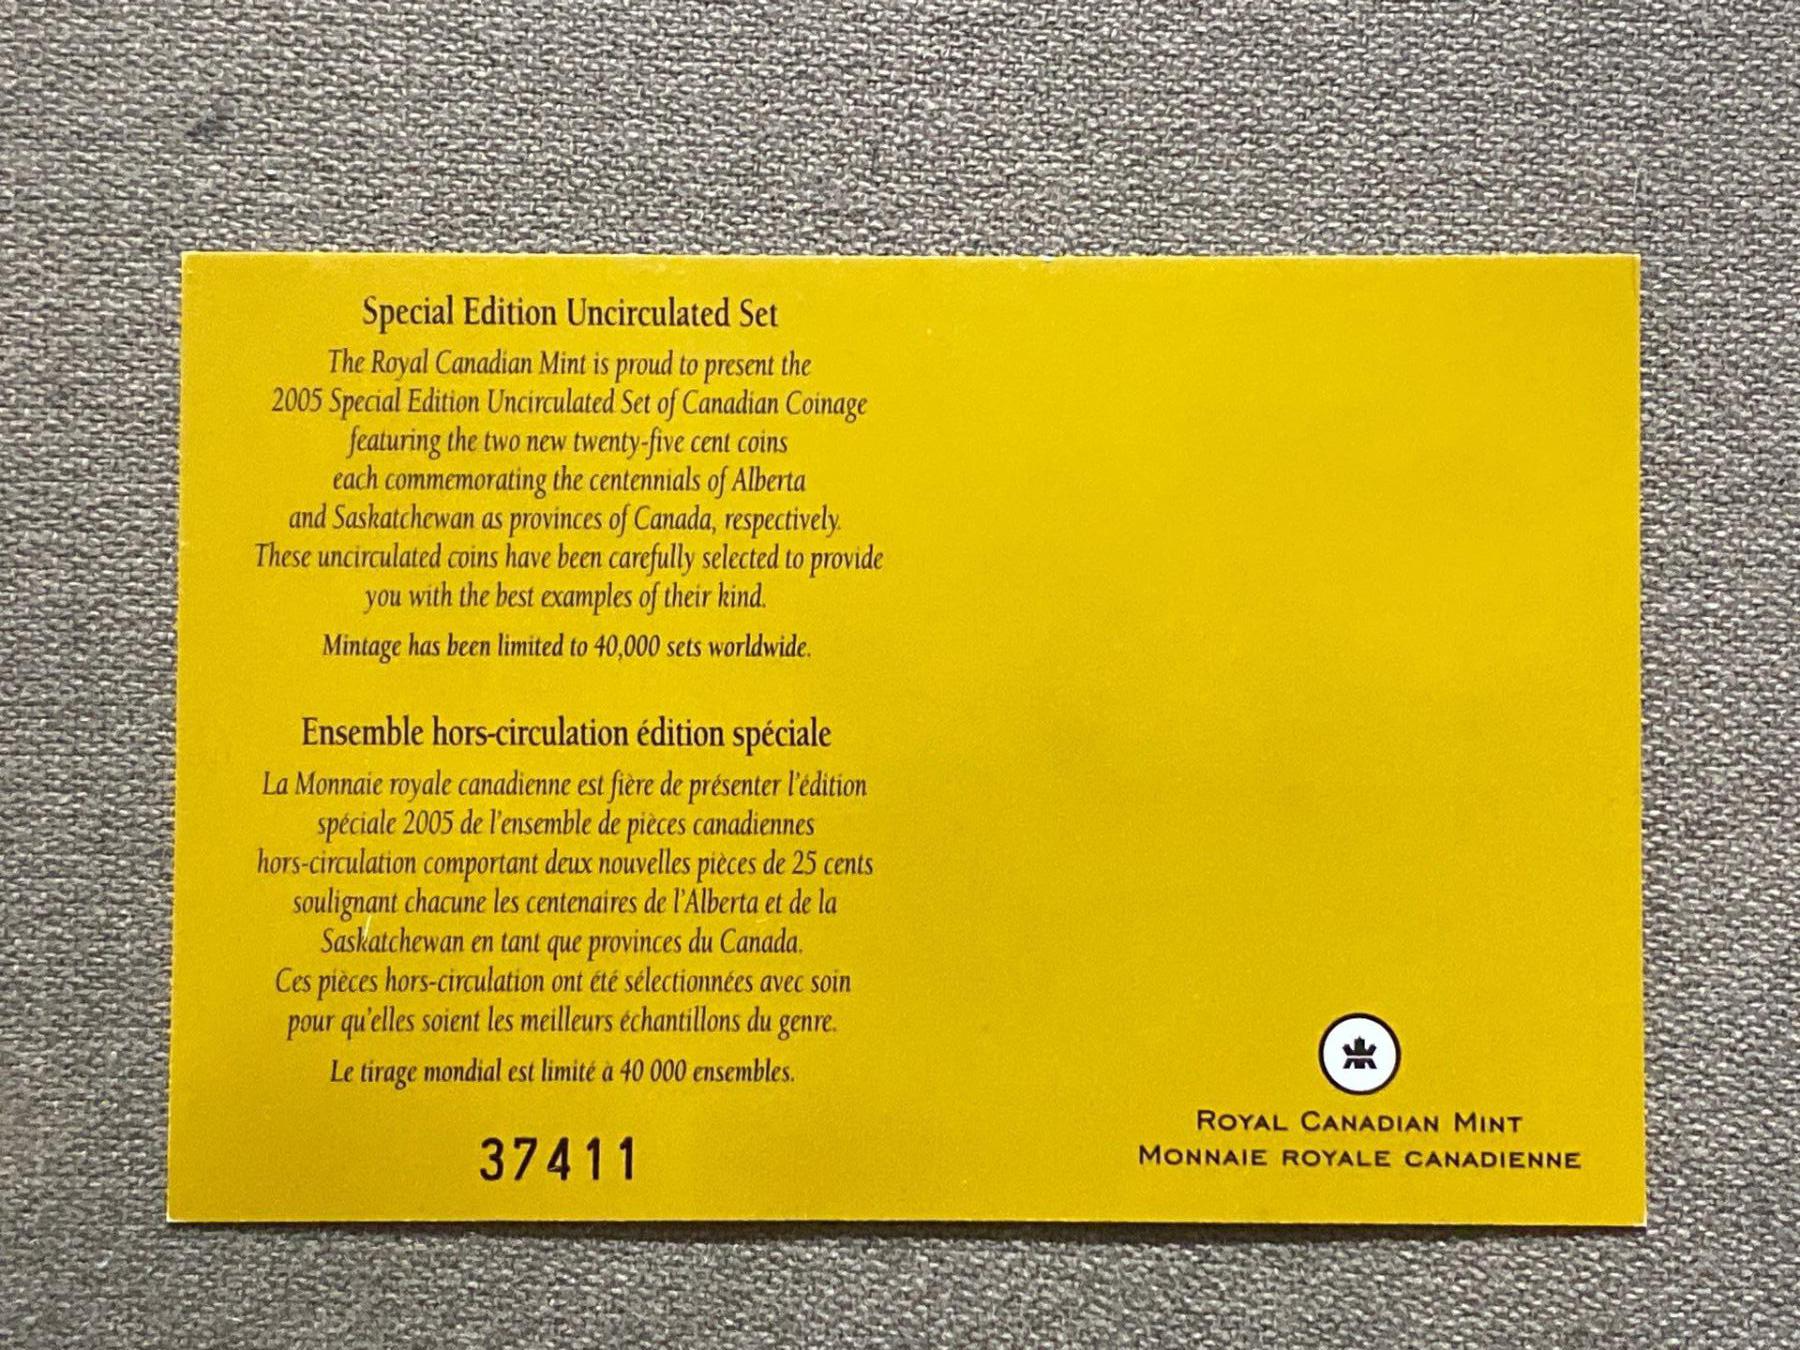 Special Edition Uncirculated Set
The Royal Canadian Mint is proud to present the
2005 Special Edition Uncirculated Set of Canadian Coinage
featuring the two new twenty-five cent coins
each commemorating the centennials of Alberta
and Saskatchewan as provinces of Canada, respectively.
These uncirculated coins have been carefully selected to provide
you with the best examples of their kind.
Mintage has been limited to 40,000 sets worldwide.
Ensemble hors-circulation édition spéciale
La Monnaie royale canadienne est fière de présenter l'édition
spéciale 2005 de l'ensemble de pièces canadiennes
hors-circulation comportant deux nouvelles pièces de 25 cents
soulignant chacune les centenaires de l'Alberta et de la
Saskatchewan en tant que provinces du Canada.
Ces pièces hors-circulation ont été sélectionnées avec soin
pour qu'elles soient les meilleurs échantillons du genre.
Le tirage mondial est limité à 40 000 ensembles.
37411
ROYAL CANADIAN MINT
MONNAIE ROYALE CANADIENNE